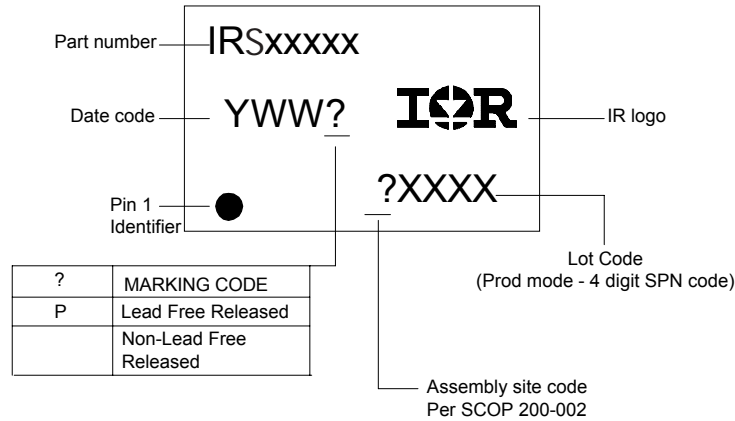 Part number
IRSxxxxx
Date code
YWW?
IOR
IR logo
?XXXX
Pin 1
Identifier
Lot Code
(Prod mode - 4 digit SPN code)
? MARKING CODE
P Lead Free Released
Non-Lead Free
Released
Assembly site code
Per SCOP 200-002